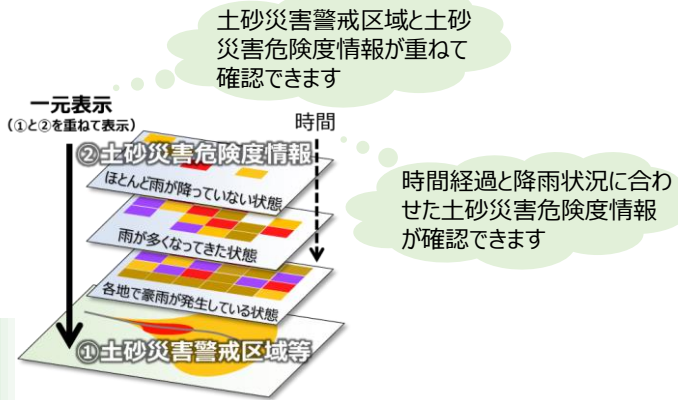 土砂災害警戒区域と土砂
災害危険度情報が重ねて
確認できます
一元表示
（①と②を重ねて表示）
時間
②土砂災害危険度情報
ほとんど雨が降っていない状態
雨が多くなってきた状態
各地で豪雨が発生している状態
①土砂災害警戒区域等
時間経過と降雨状況に合わ
せた土砂災害危険度情報
が確認できます